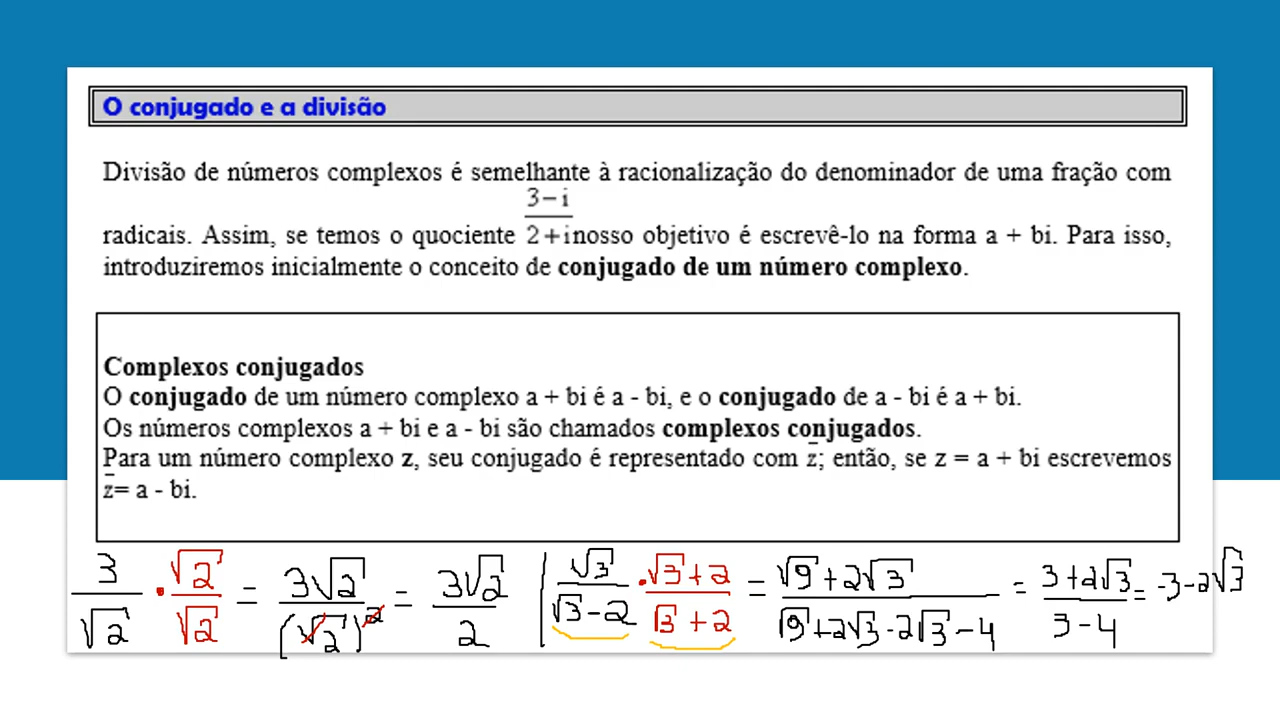 O conjugado e a divisão
Divisão de números complexos é semelhante à racionalização do denominador de uma fração com
radicais. Assim, se temos o quociente (3−i)/(2+i)nosso objetivo é escrevê-lo na forma a + bi. Para isso,
introduziremos inicialmente o conceito de conjugado de um número complexo.
Complexos conjugados
O conjugado de um número complexo a + bi é a - bi, e o conjugado de a - bi é a + bi.
Os números complexos a + bi e a - bi são chamados complexos conjugados.
Para um número complexo z, seu conjugado é representado com z̄; então, se z = a + bi escrevemos
z̄= a - bi.
3/√2 · √2/√2 = 3√2/(√2)² = 3√2/2 | √3/(√3-2) · (√3+2)/(√3+2) = (√9+2√3)/(√9+2√3-2√3-4) = (3+2√3)/(3-4) = -3-2√3